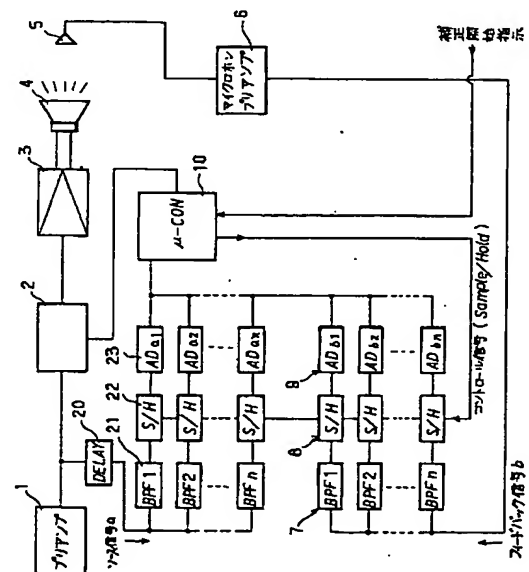 5
4
3
2
1
プリアンプ
20
DELAY
ソース信号a
6
マイクロホン
プリアンプ
補正開始指示
10
μ-CON
23
ADa1
ADa2
ADan
22
S/H
S/H
S/H
21
BPF1
BPF2
BPFn
9
ADb1
ADb2
ADbn
8
S/H
S/H
S/H
7
BPF1
BPF2
BPFn
コントロール信号 (Sample/Hold)
フィードバック信号b